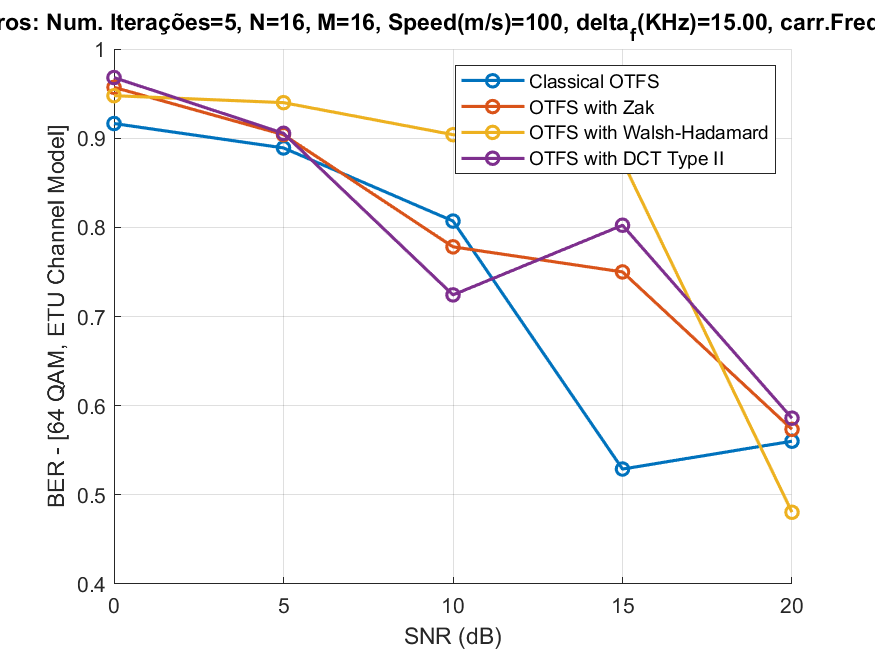 ros: Num. Iterações=5, N=16, M=16, Speed(m/s)=100, delta_f(KHz)=15.00, carr.Freq
Classical OTFS
OTFS with Zak
OTFS with Walsh-Hadamard
OTFS with DCT Type II
BER - [64 QAM, ETU Channel Model]
1
0.9
0.8
0.7
0.6
0.5
0.4
0
5
10
15
20
SNR (dB)